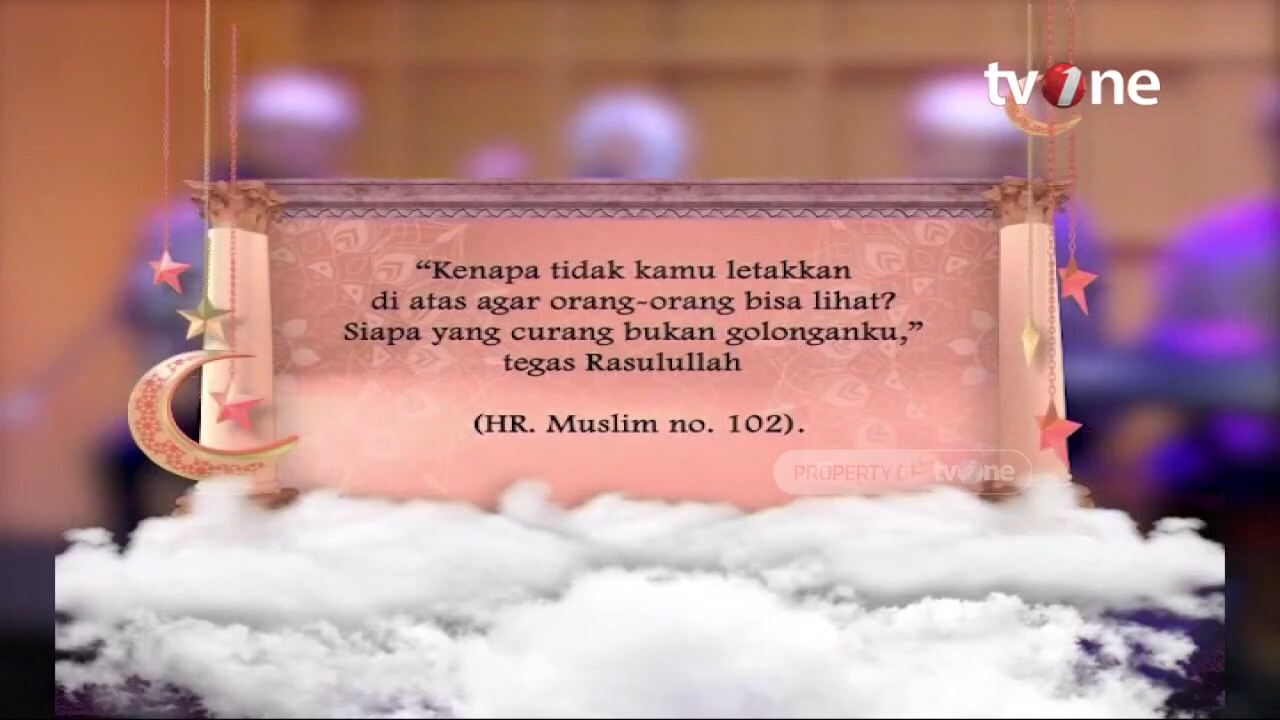 tvOne
“Kenapa tidak kamu letakkan
di atas agar orang-orang bisa lihat?
Siapa yang curang bukan golonganku,”
tegas Rasulullah
(HR. Muslim no. 102).
PROPERTY OF tvOne